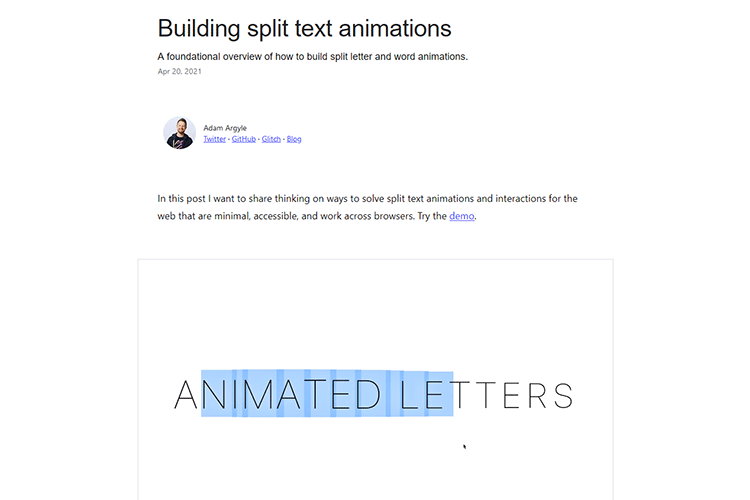 Building split text animations
A foundational overview of how to build split letter and word animations.
Apr 20, 2021
Adam Argyle
Twitter · GitHub · Glitch · Blog
In this post I want to share thinking on ways to solve split text animations and interactions for the
web that are minimal, accessible, and work across browsers. Try the demo.
ANIMATED LETTERS